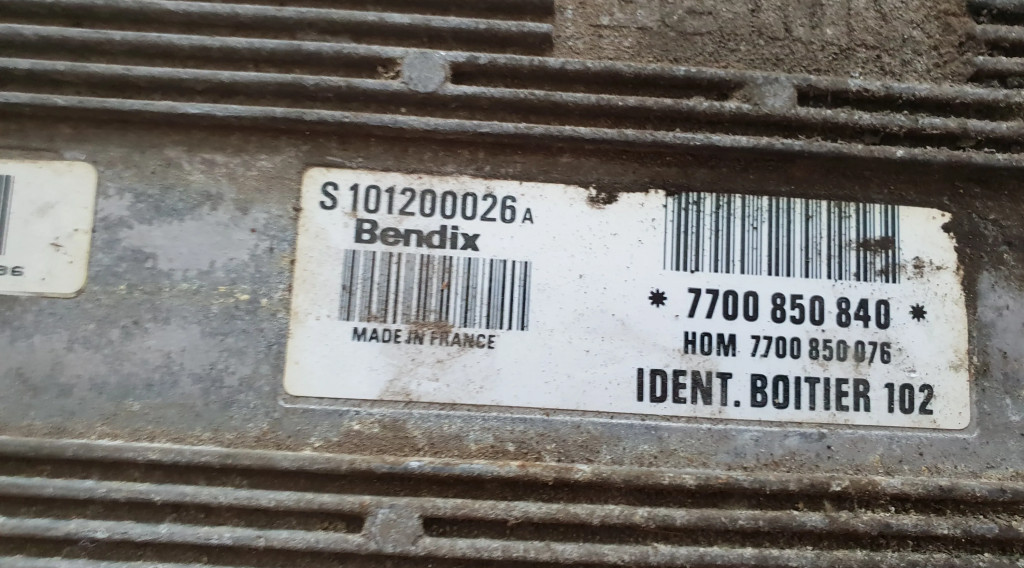 S 101200026 A
Bendix
MADE IN FRANCE
* 7700 850 840 *
HOM 7700 850 076
IDENT. BOITIER 102